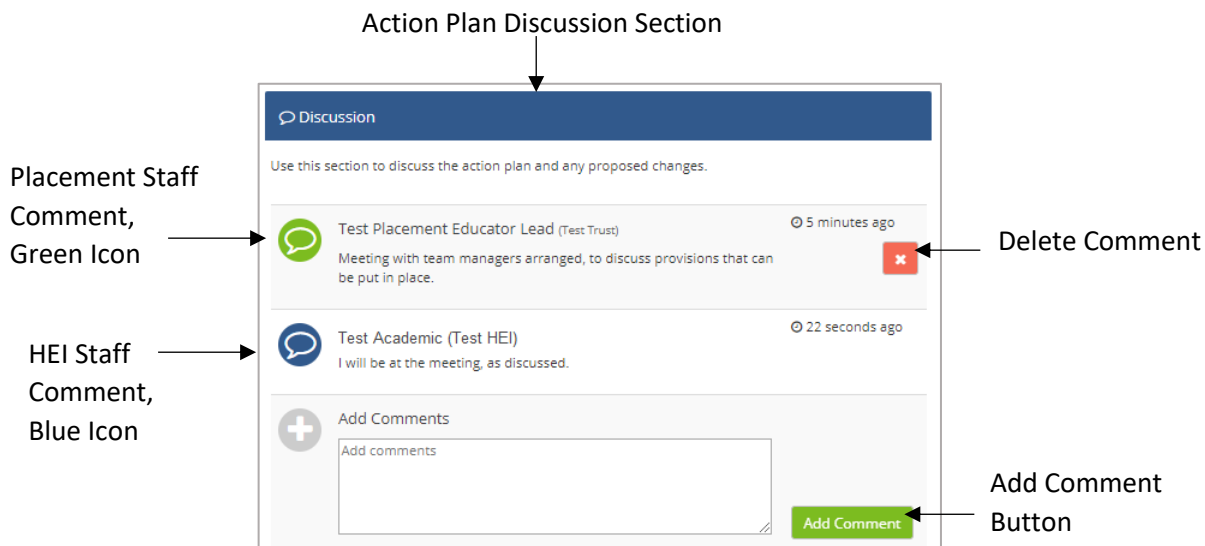 Action Plan Discussion Section
Discussion
Use this section to discuss the action plan and any proposed changes.
Placement Staff
Comment,
Green Icon
Test Placement Educator Lead (Test Trust)
5 minutes ago
Meeting with team managers arranged, to discuss provisions that can
be put in place.
Delete Comment
HEI Staff
Comment,
Blue Icon
Test Academic (Test HEI)
22 seconds ago
I will be at the meeting, as discussed.
Add Comments
Add comments
Add Comment
Add Comment
Button